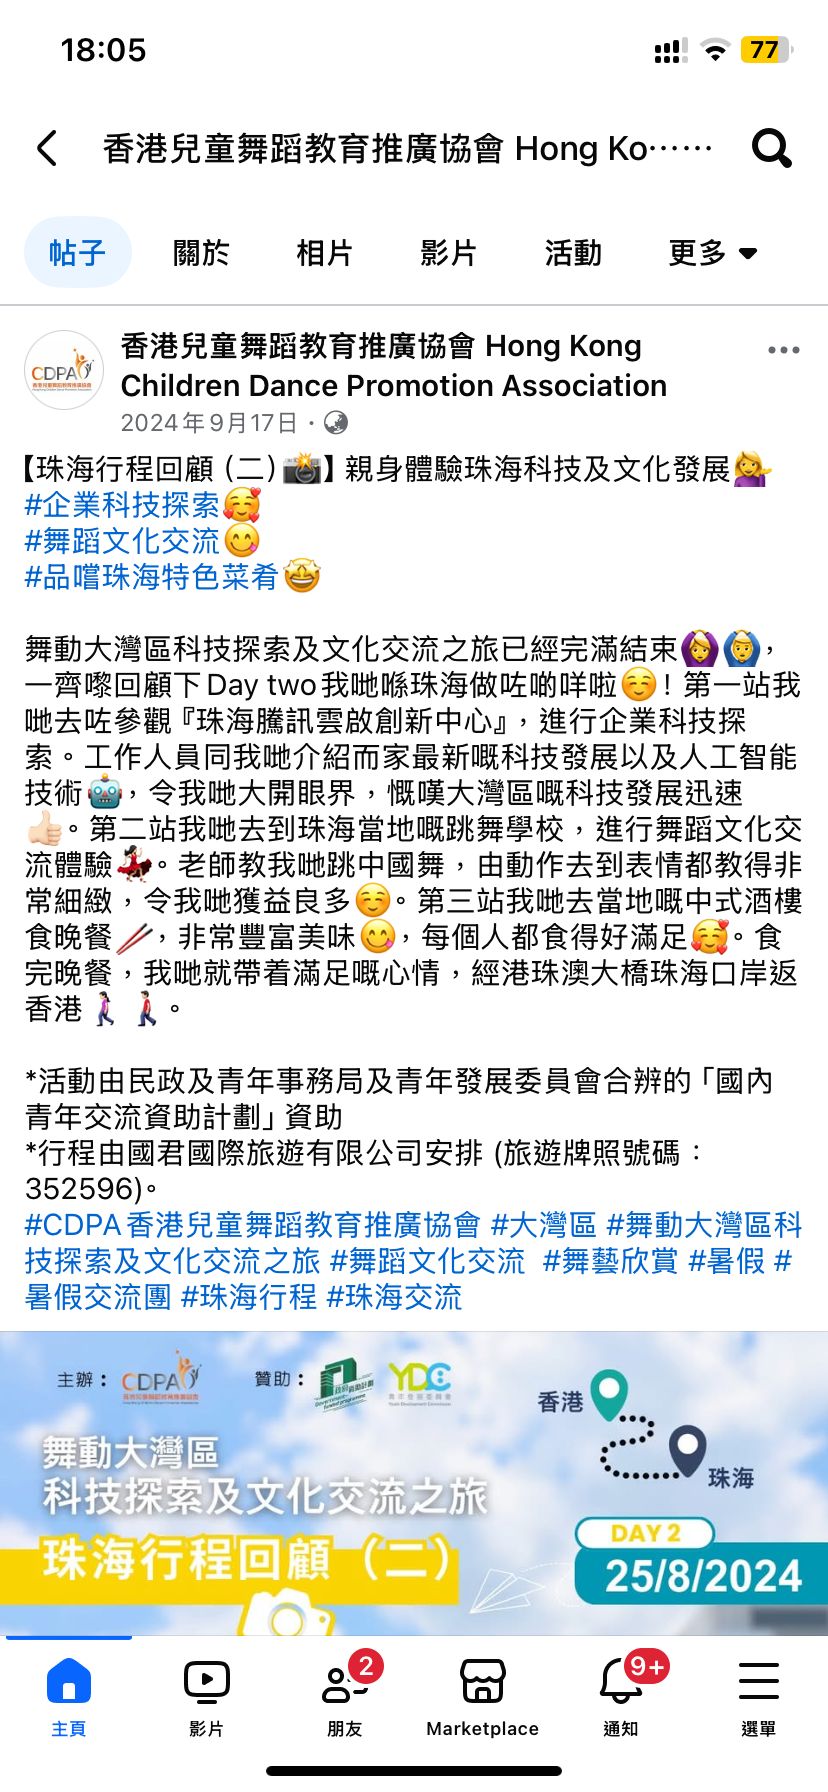 18:05
77
香港兒童舞蹈教育推廣協會 Hong Ko……
帖子
關於
相片
影片
活動
更多
香港兒童舞蹈教育推廣協會 Hong Kong
Children Dance Promotion Association
2024年9月17日 ·
【珠海行程回顧 (二)📸】親身體驗珠海科技及文化發展💁‍♀️
#企業科技探索🥰
#舞蹈文化交流😋
#品嚐珠海特色菜肴🤩
舞動大灣區科技探索及文化交流之旅已經完滿結束🙆‍♀️🙆‍♂️，
一齊嚟回顧下Day two我哋喺珠海做咗啲咩啦☺️！第一站我
哋去咗參觀『珠海騰訊雲啟創新中心』，進行企業科技探
索。工作人員同我哋介紹而家最新嘅科技發展以及人工智能
技術🤖，令我哋大開眼界，慨嘆大灣區嘅科技發展迅速
👍🏻。第二站我哋去到珠海當地嘅跳舞學校，進行舞蹈文化交
流體驗💃🏻。老師教我哋跳中國舞，由動作去到表情都教得非
常細緻，令我哋獲益良多☺️。第三站我哋去當地嘅中式酒樓
食晚餐🥢，非常豐富美味😋，每個人都食得好滿足🥰。食
完晚餐，我哋就帶着滿足嘅心情，經港珠澳大橋珠海口岸返
香港🚶🏻‍♀️🚶🏻。
*活動由民政及青年事務局及青年發展委員會合辨的「國內
青年交流資助計劃」資助
*行程由國君國際旅遊有限公司安排 (旅遊牌照號碼：
352596)。
#CDPA香港兒童舞蹈教育推廣協會 #大灣區 #舞動大灣區科
技探索及文化交流之旅 #舞蹈文化交流 #舞藝欣賞 #暑假 #
暑假交流團 #珠海行程 #珠海交流
主辦：
CDPA
贊助：
YDC
香港
珠海
舞動大灣區
科技探索及文化交流之旅
珠海行程回顧（二）
DAY 2
25/8/2024
2
9+
主頁
影片
朋友
Marketplace
通知
選單